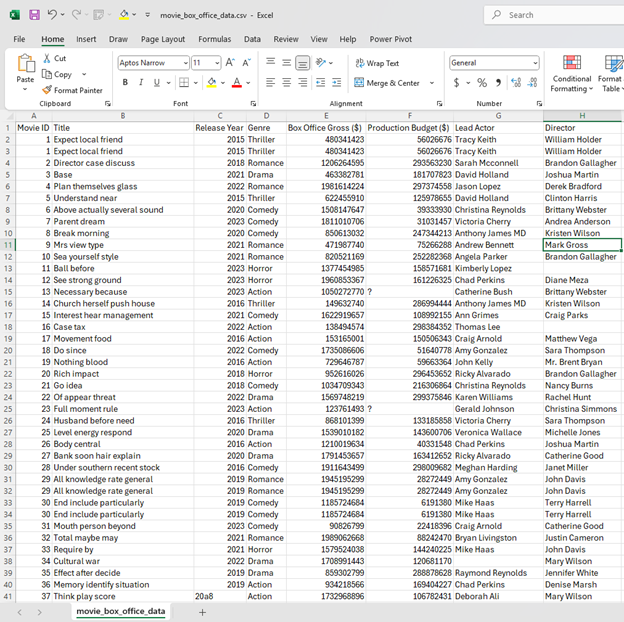 movie_box_office_data.csv - Excel
Search
File Home Insert Draw Page Layout Formulas Data Review View Help Power Pivot
Paste
Cut
Copy
Format Painter
Clipboard
Aptos Narrow 11 A^ A˅
B I U A
Font
ab Wrap Text
Merge & Center
Alignment
General
$ % 9
Number
Conditional Formatting
Format Table
A B C D E F G H
1 Movie ID Title Release Year Genre Box Office Gross ($) Production Budget ($) Lead Actor Director
2 1 Expect local friend 2015 Thriller 480341423 56026676 Tracy Keith William Holder
3 1 Expect local friend 2015 Thriller 480341423 56026676 Tracy Keith William Holder
4 2 Director case discuss 2018 Romance 1206264595 293563230 Sarah Mcconnell Brandon Gallagher
5 3 Base 2021 Drama 463382781 181707823 David Holland Joshua Martin
6 4 Plan themselves glass 2022 Romance 1981614224 297374558 Jason Lopez Derek Bradford
7 5 Understand near 2015 Thriller 622455910 125978655 David Holland Clinton Harris
8 6 Above actually several sound 2020 Comedy 1508147647 39333930 Christina Reynolds Brittany Webster
9 7 Parent dream 2023 Comedy 1811010706 31031457 Victoria Cherry Andrea Anderson
10 8 Break morning 2020 Comedy 850613032 247344213 Anthony James MD Kristen Wilson
11 9 Mrs view type 2021 Romance 471987740 75266288 Andrew Bennett Mark Gross
12 10 Sea yourself style 2021 Romance 820521169 252282368 Angela Parker Brandon Gallagher
13 11 Ball before 2023 Horror 1377454985 158571681 Kimberly Lopez
14 12 See strong ground 2023 Horror 1960853367 161226325 Chad Perkins Diane Meza
15 13 Necessary because 2023 Action 1050272770 ? Catherine Bush Brittany Webster
16 14 Church herself push house 2016 Thriller 149632740 286994444 Anthony James MD Kristen Wilson
17 15 Interest hear management 2021 Comedy 1622919657 108992155 Ann Grimes Craig Parks
18 16 Case tax 2022 Action 138494574 298384352 Thomas Lee
19 17 Movement food 2016 Action 153165001 150506343 Craig Arnold Matthew Vega
20 18 Do since 2022 Comedy 1735086606 51640778 Amy Gonzalez Sara Thompson
21 19 Nothing blood 2016 Action 729646787 59663364 John Kelly Mr. Brent Bryan
22 20 Rich impact 2018 Horror 952616026 296453652 Ricky Alvarado Brandon Gallagher
23 21 Go idea 2018 Comedy 1034709343 216306864 Christina Reynolds Nancy Burns
24 22 Of appear threat 2022 Drama 1569748219 299375846 Karen Williams Rachel Hunt
25 23 Full moment rule 2023 Action 123761493 ? Gerald Johnson Christina Simmons
26 24 Husband before need 2016 Thriller 868101399 133185858 Victoria Cherry Sara Thompson
27 25 Level energy respond 2020 Drama 1539010182 143600706 Veronica Wallace Michelle Jones
28 26 Body central 2016 Action 1210019634 40331548 Chad Perkins Joshua Martin
29 27 Bank soon hair explain 2020 Drama 1791453657 163412652 Ricky Alvarado Catherine Good
30 28 Under southern recent stock 2016 Comedy 1911643499 298009682 Meghan Harding Janet Miller
31 29 All knowledge rate general 2019 Romance 1945195299 28272449 Amy Gonzalez John Davis
32 29 All knowledge rate general 2019 Romance 1945195299 28272449 Amy Gonzalez John Davis
33 30 End include particularly 2019 Comedy 1185724684 6191380 Mike Haas Terry Harrell
34 30 End include particularly 2019 Comedy 1185724684 6191380 Mike Haas Terry Harrell
35 31 Mouth person beyond 2023 Comedy 90826799 22418396 Craig Arnold Catherine Good
36 32 Total maybe may 2021 Romance 1989062668 88242470 Bryan Livingston Justin Cameron
37 33 Require by 2021 Horror 1579524038 144240225 Mike Haas John Davis
38 34 Cultural war 2022 Drama 1708991443 120681170 Mary Wilson
39 35 Effect after decide 2019 Drama 859302799 288878628 Raymond Reynolds Jennifer White
40 36 Memory identify situation 2019 Action 934218566 169404227 Chad Perkins Denise Marsh
41 37 Think play score 20a8 Action 1732968896 106782431 Deborah Ali Mary Wilson
movie_box_office_data